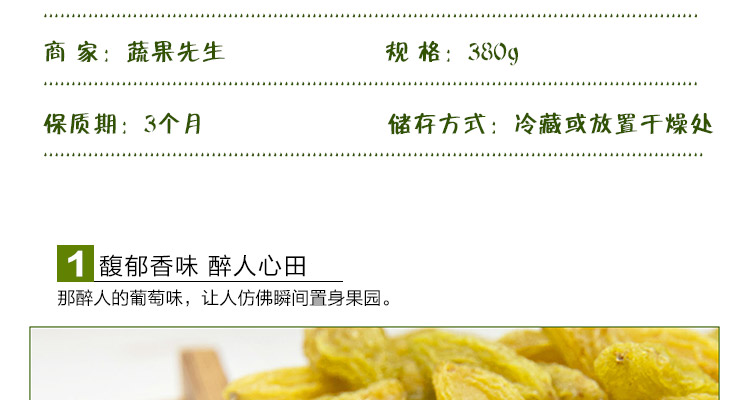 商 家：蔬果先生 规 格：380g
保质期：3个月 储存方式：冷藏或放置干燥处
1 馥郁香味 醉人心田
那醉人的葡萄味，让人仿佛瞬间置身果园。